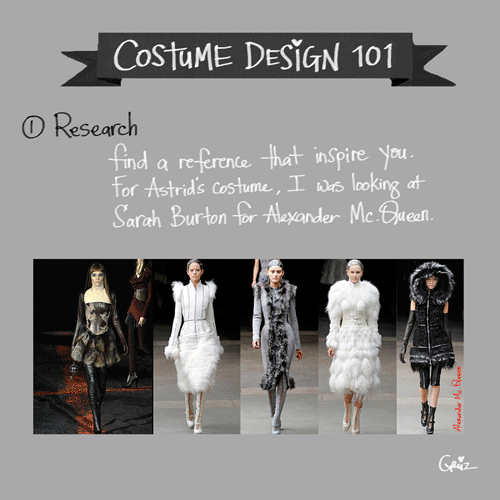 COSTUME DESIGN 101
① Research
find a reference that inspire you.
For Astrid's costume, I was looking at
Sarah Burton for Alexander Mc.Queen.
Alexander Mc Queen
Griz